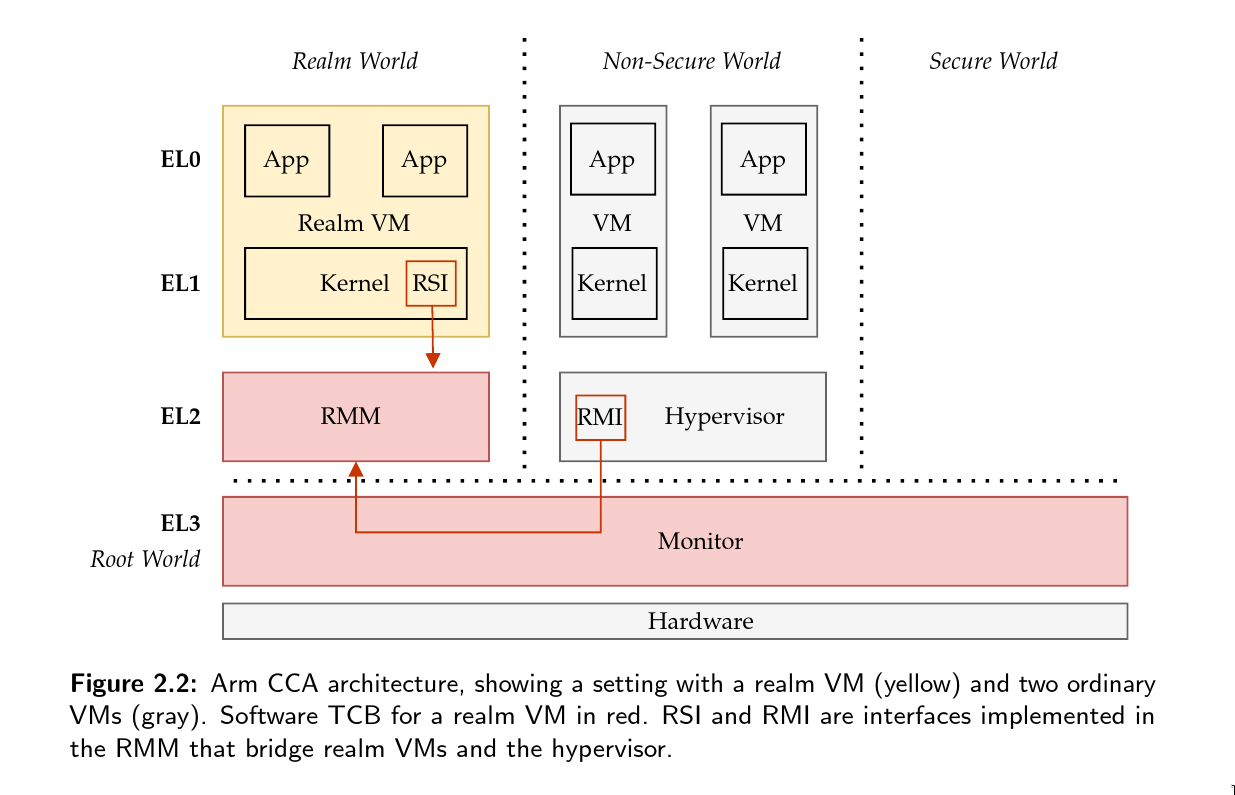 Realm World Non-Secure World Secure World
EL0 App App App App
Realm VM VM VM
EL1 Kernel RSI Kernel Kernel
EL2 RMM RMI Hypervisor
EL3
Root World Monitor
Hardware
Figure 2.2: Arm CCA architecture, showing a setting with a realm VM (yellow) and two ordinary
VMs (gray). Software TCB for a realm VM in red. RSI and RMI are interfaces implemented in
the RMM that bridge realm VMs and the hypervisor.